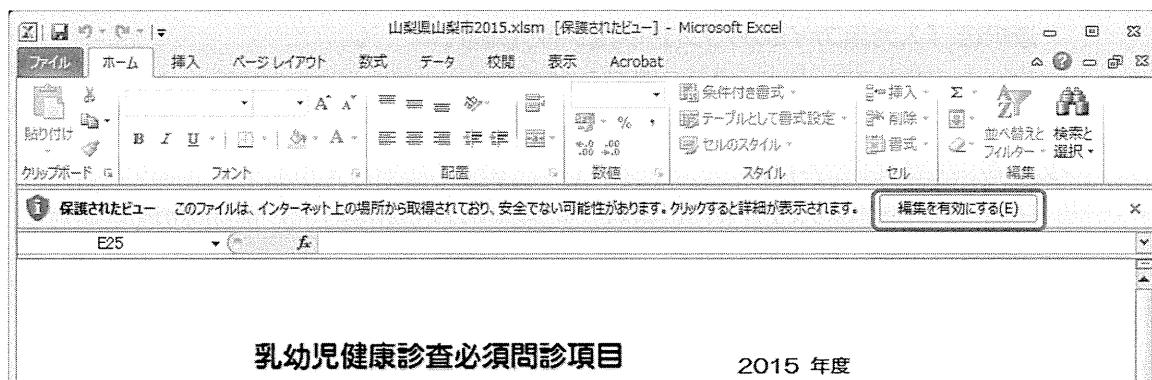 山梨県山梨市2015.xlsm [保護されたビュー] - Microsoft Excel
ファイル ホーム 挿入 ページ レイアウト 数式 データ 校閲 表示 Acrobat
条件付き書式 挿入 Σ
貼り付け B I U A % , テーブルとして書式設定 削除 並べ替えと 検索と
セルのスタイル 書式 フィルター 選択
クリップボード フォント 配置 数値 スタイル セル 編集
保護されたビュー このファイルは、インターネット上の場所から取得されており、安全でない可能性があります。クリックすると詳細が表示されます。 編集を有効にする(E)
E25 fx
乳幼児健康診査必須問診項目 2015 年度